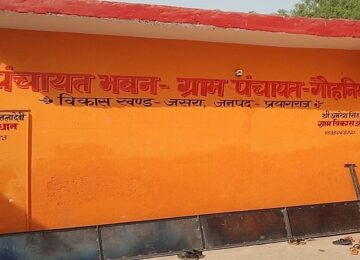 पंचायत भवन - ग्राम पंचायत - गौहनि
विकास खण्ड - जसरा, जनपद - प्रयागराज
ग्राम विकास